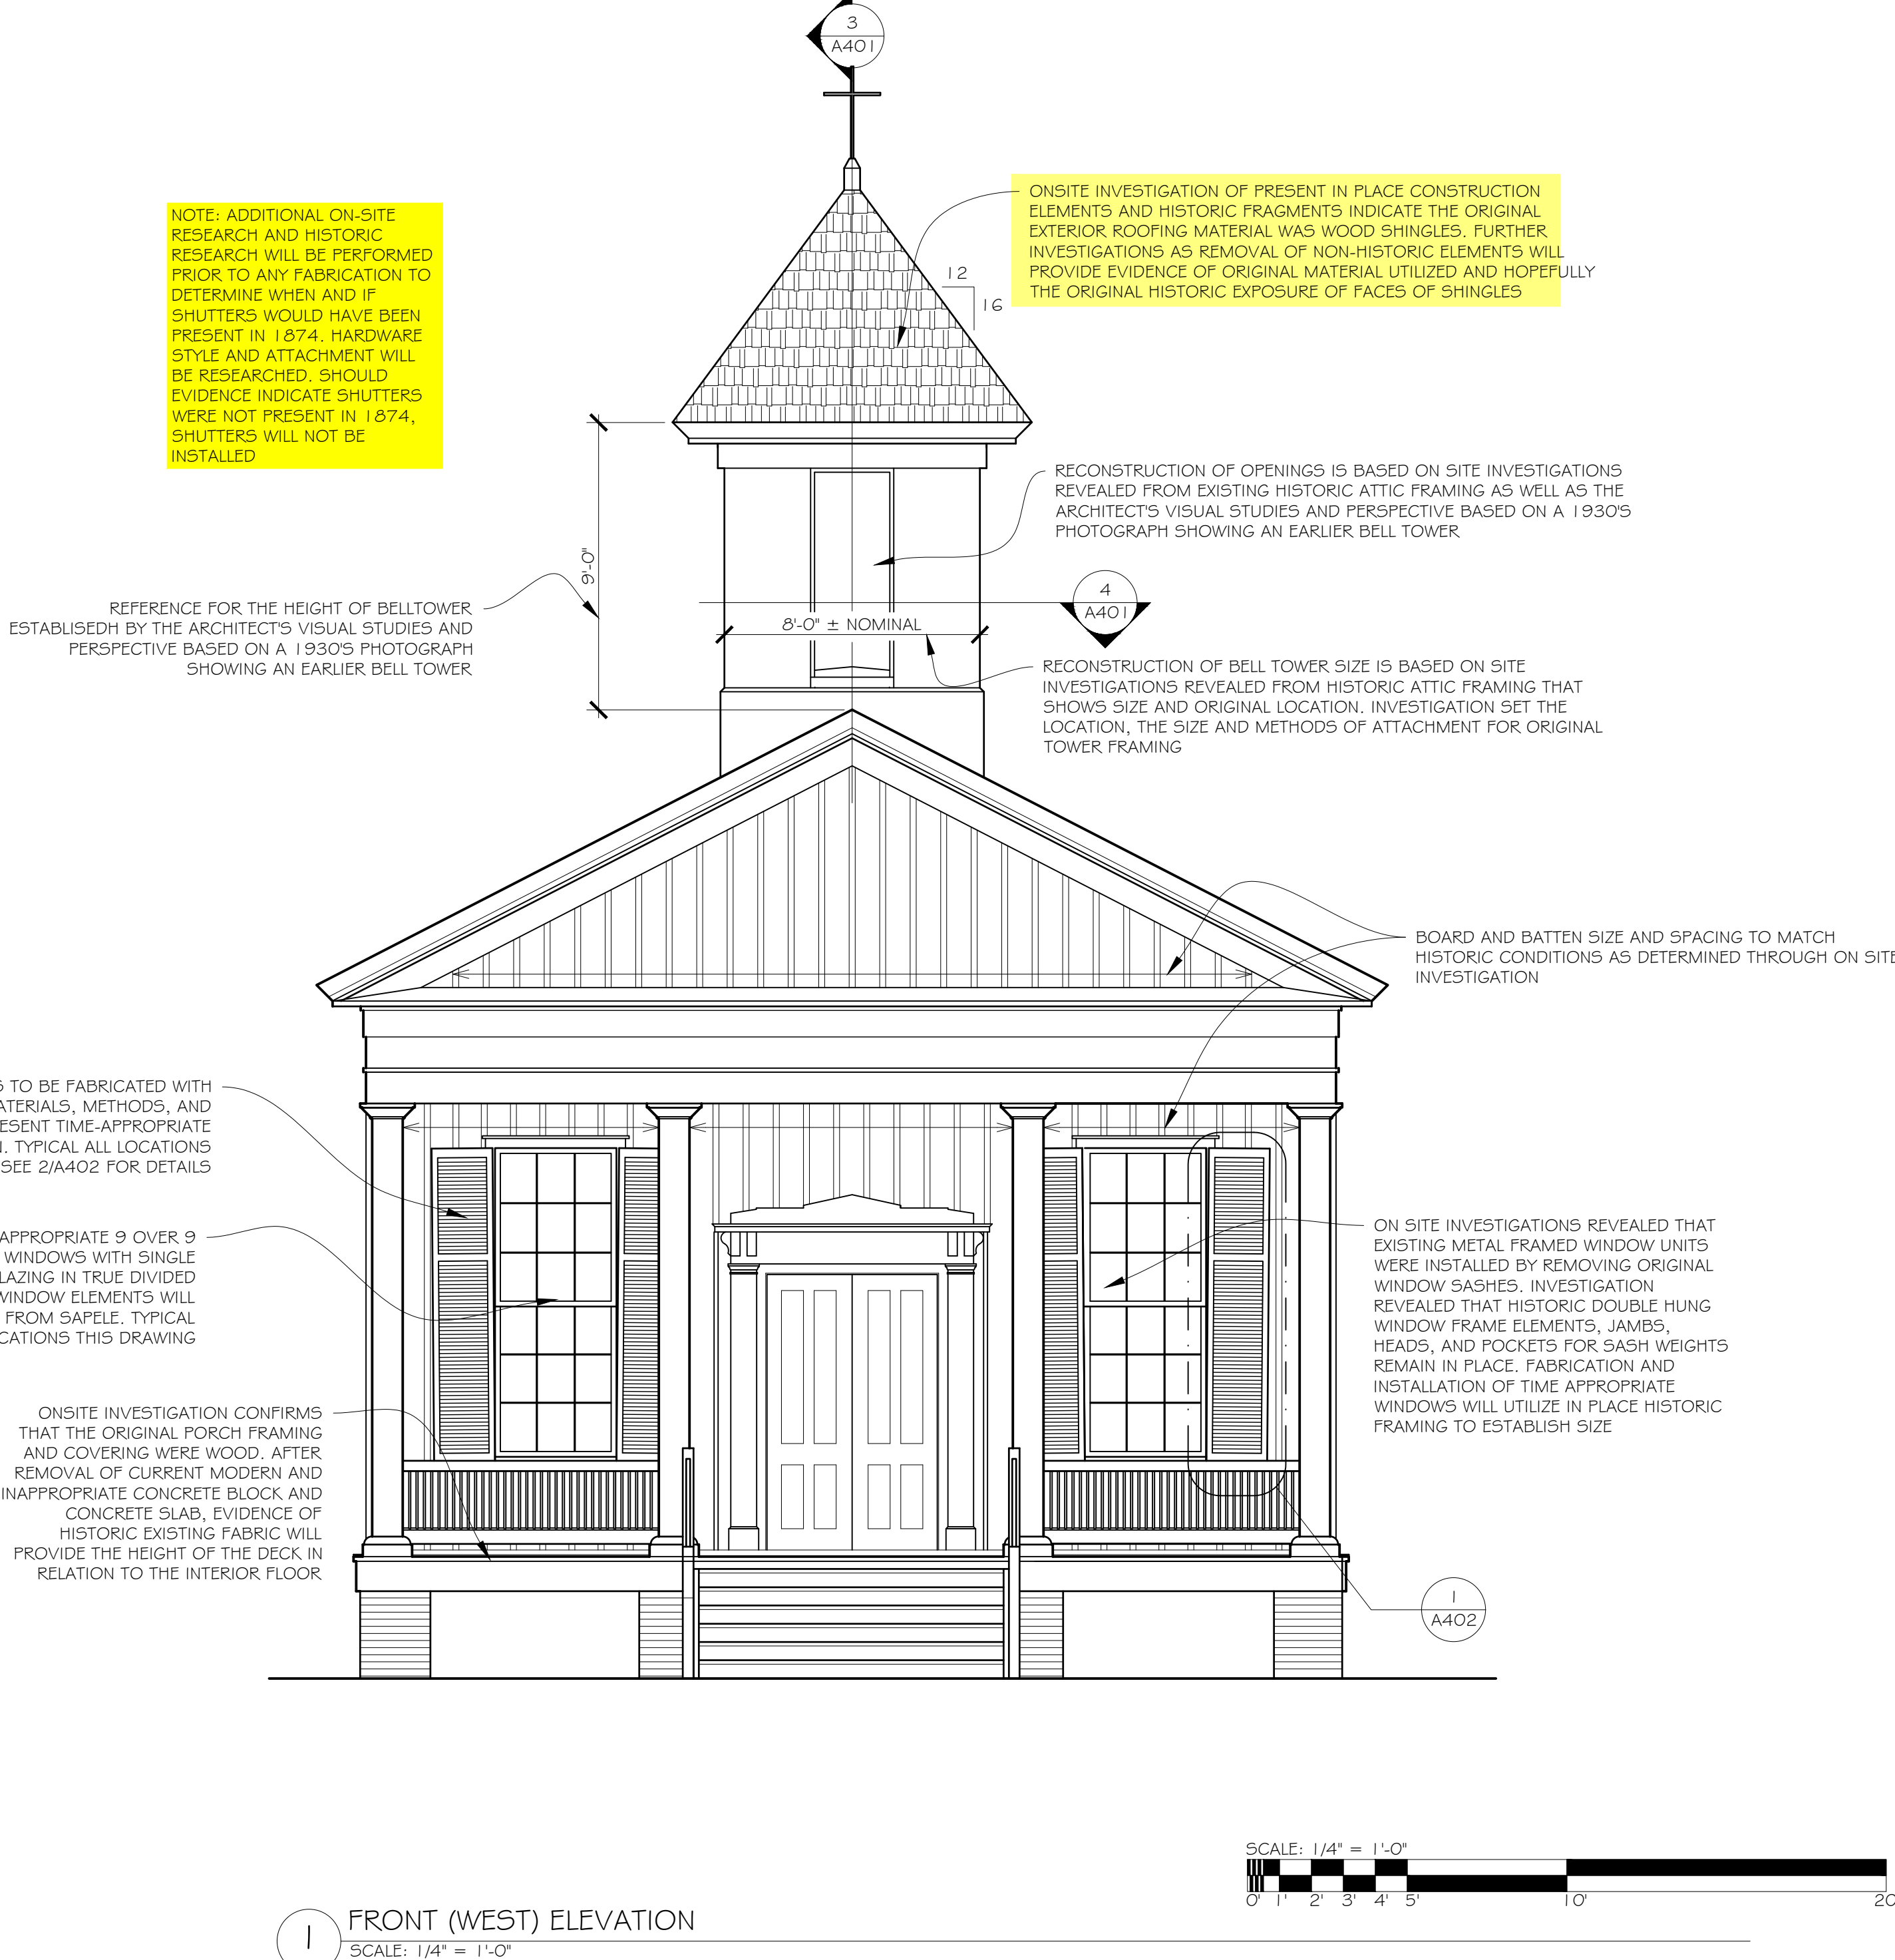 3
A401
NOTE: ADDITIONAL ON-SITE
RESEARCH AND HISTORIC
RESEARCH WILL BE PERFORMED
PRIOR TO ANY FABRICATION TO
DETERMINE WHEN AND IF
SHUTTERS WOULD HAVE BEEN
PRESENT IN 1874. HARDWARE
STYLE AND ATTACHMENT WILL
BE RESEARCHED. SHOULD
EVIDENCE INDICATE SHUTTERS
WERE NOT PRESENT IN 1874,
SHUTTERS WILL NOT BE
INSTALLED
ONSITE INVESTIGATION OF PRESENT IN PLACE CONSTRUCTION
ELEMENTS AND HISTORIC FRAGMENTS INDICATE THE ORIGINAL
EXTERIOR ROOFING MATERIAL WAS WOOD SHINGLES. FURTHER
INVESTIGATIONS AS REMOVAL OF NON-HISTORIC ELEMENTS WILL
PROVIDE EVIDENCE OF ORIGINAL MATERIAL UTILIZED AND HOPEFULLY
THE ORIGINAL HISTORIC EXPOSURE OF FACES OF SHINGLES
12
16
RECONSTRUCTION OF OPENINGS IS BASED ON SITE INVESTIGATIONS
REVEALED FROM EXISTING HISTORIC ATTIC FRAMING AS WELL AS THE
ARCHITECT'S VISUAL STUDIES AND PERSPECTIVE BASED ON A 1930'S
PHOTOGRAPH SHOWING AN EARLIER BELL TOWER
9'-0"
REFERENCE FOR THE HEIGHT OF BELLTOWER
ESTABLISEDH BY THE ARCHITECT'S VISUAL STUDIES AND
PERSPECTIVE BASED ON A 1930'S PHOTOGRAPH
SHOWING AN EARLIER BELL TOWER
4
A401
8'-0" ± NOMINAL
RECONSTRUCTION OF BELL TOWER SIZE IS BASED ON SITE
INVESTIGATIONS REVEALED FROM HISTORIC ATTIC FRAMING THAT
SHOWS SIZE AND ORIGINAL LOCATION. INVESTIGATION SET THE
LOCATION, THE SIZE AND METHODS OF ATTACHMENT FOR ORIGINAL
TOWER FRAMING
BOARD AND BATTEN SIZE AND SPACING TO MATCH
HISTORIC CONDITIONS AS DETERMINED THROUGH ON SITE
INVESTIGATION
TO BE FABRICATED WITH
METHODS, AND
TIME-APPROPRIATE
TYPICAL ALL LOCATIONS
SEE 2/A402 FOR DETAILS
APPROPRIATE 9 OVER 9
WINDOWS WITH SINGLE
IN TRUE DIVIDED
WINDOW ELEMENTS WILL
FROM SAPELE. TYPICAL
THIS DRAWING
ON SITE INVESTIGATIONS REVEALED THAT
EXISTING METAL FRAMED WINDOW UNITS
WERE INSTALLED BY REMOVING ORIGINAL
WINDOW SASHES. INVESTIGATION
REVEALED THAT HISTORIC DOUBLE HUNG
WINDOW FRAME ELEMENTS, JAMBS,
HEADS, AND POCKETS FOR SASH WEIGHTS
REMAIN IN PLACE. FABRICATION AND
INSTALLATION OF TIME APPROPRIATE
WINDOWS WILL UTILIZE IN PLACE HISTORIC
FRAMING TO ESTABLISH SIZE
ONSITE INVESTIGATION CONFIRMS
THAT THE ORIGINAL PORCH FRAMING
AND COVERING WERE WOOD. AFTER
REMOVAL OF CURRENT MODERN AND
INAPPROPRIATE CONCRETE BLOCK AND
CONCRETE SLAB, EVIDENCE OF
HISTORIC EXISTING FABRIC WILL
PROVIDE THE HEIGHT OF THE DECK IN
RELATION TO THE INTERIOR FLOOR
1
A402
SCALE: 1/4" = 1'-0"
0' 1' 2' 3' 4' 5' 10' 20
1
FRONT (WEST) ELEVATION
SCALE: 1/4" = 1'-0"